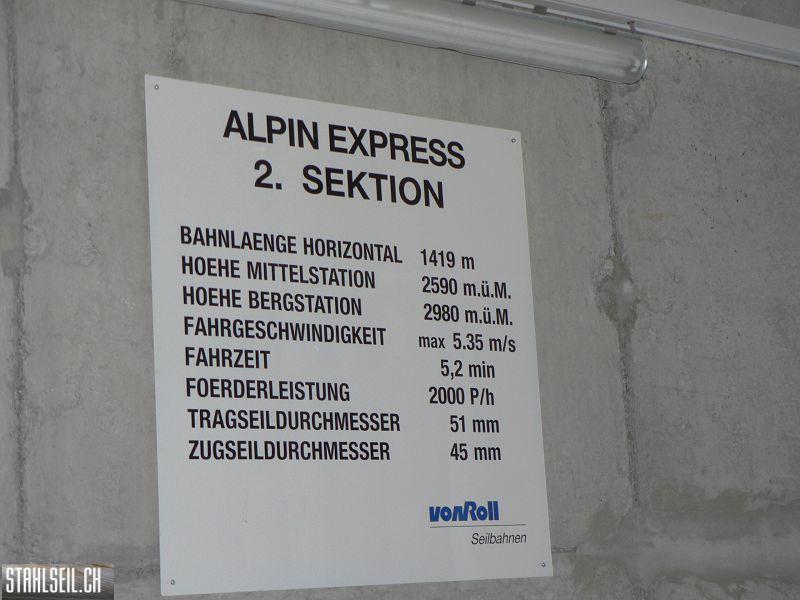 ALPIN EXPRESS
2. SEKTION
BAHNLAENGE HORIZONTAL 1419 m
HOEHE MITTELSTATION 2590 m.ü.M.
HOEHE BERGSTATION 2980 m.ü.M.
FAHRGESCHWINDIGKEIT max 5.35 m/s
FAHRZEIT 5,2 min
FOERDERLEISTUNG 2000 P/h
TRAGSEILDURCHMESSER 51 mm
ZUGSEILDURCHMESSER 45 mm
vonRoll
Seilbahnen
STAHLSEIL.CH